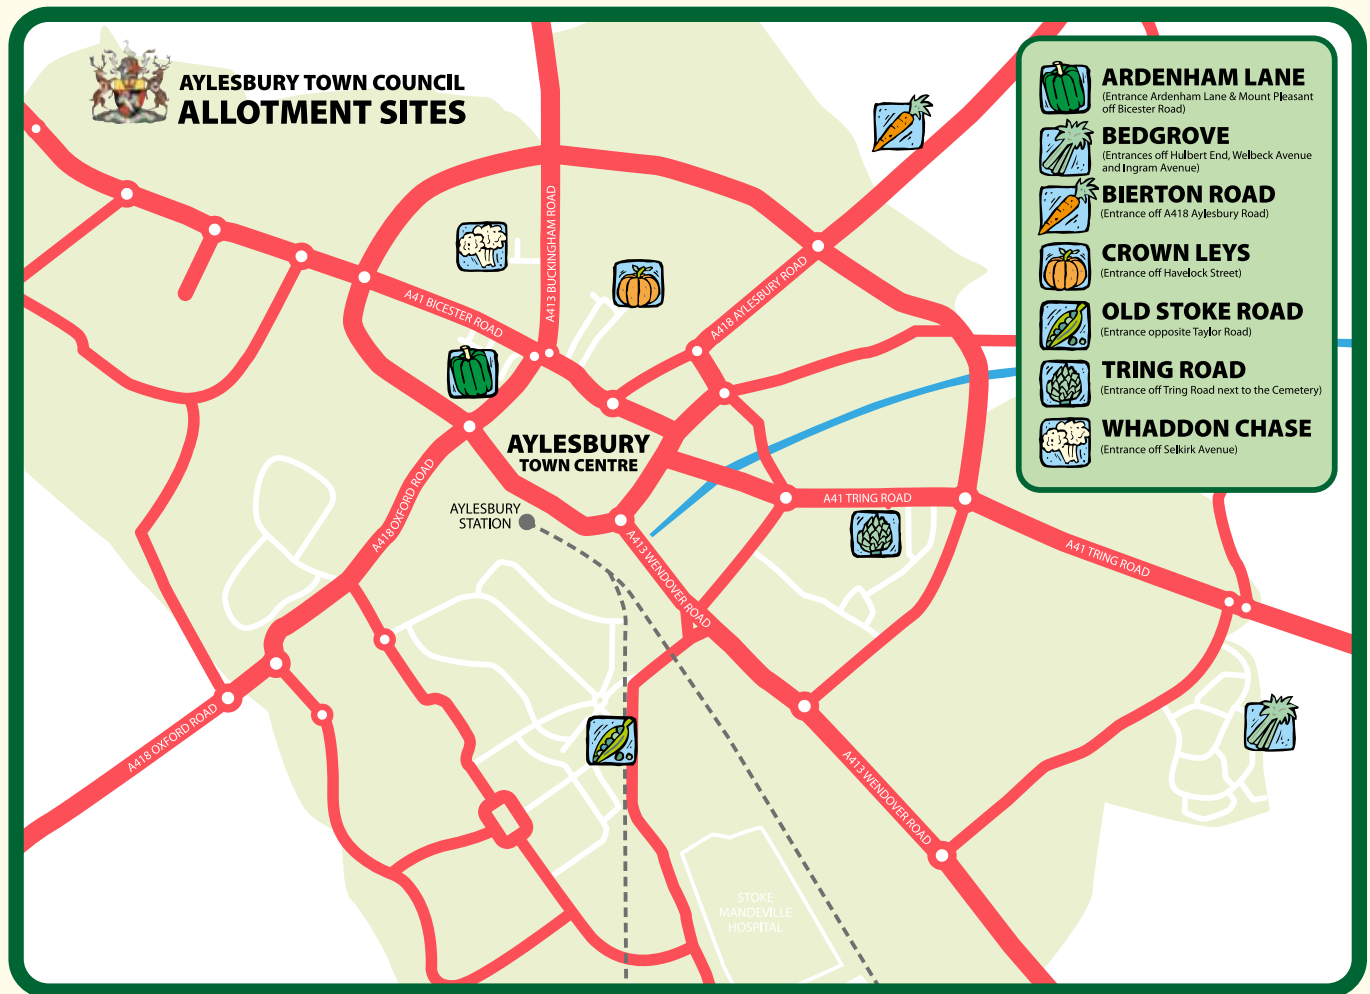 AYLESBURY TOWN COUNCIL
ALLOTMENT SITES
ARDENHAM LANE
(Entrance Ardenham Lane & Mount Pleasant
off Bicester Road)
BEDGROVE
(Entrances off Hulbert End, Welbeck Avenue
and Ingram Avenue)
BIERTON ROAD
(Entrance off A418 Aylesbury Road)
CROWN LEYS
(Entrance off Havelock Street)
OLD STOKE ROAD
(Entrance opposite Taylor Road)
TRING ROAD
(Entrance off Tring Road next to the Cemetery)
WHADDON CHASE
(Entrance off Selkirk Avenue)
A413 BUCKINGHAM ROAD
A41 BICESTER ROAD
A418 AYLESBURY ROAD
AYLESBURY
TOWN CENTRE
A418 OXFORD ROAD
AYLESBURY
STATION
A41 TRING ROAD
A41 TRING ROAD
A413 WENDOVER ROAD
A418 OXFORD ROAD
A413 WENDOVER ROAD
STOKE
MANDEVILLE
HOSPITAL